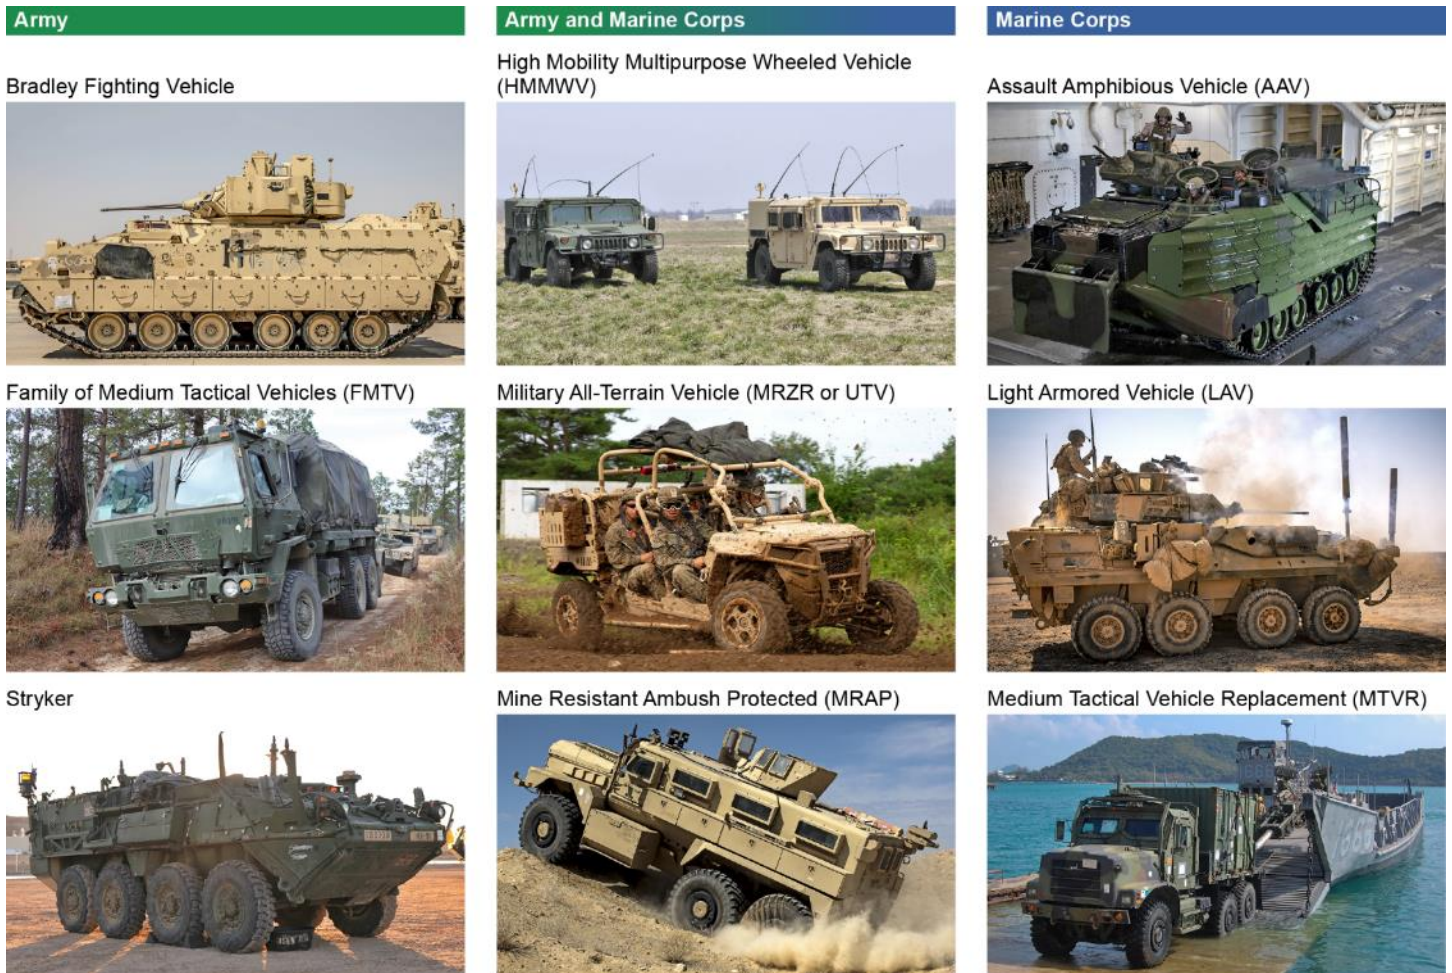 Army
Army and Marine Corps
Marine Corps
Bradley Fighting Vehicle
High Mobility Multipurpose Wheeled Vehicle
(HMMWV)
Assault Amphibious Vehicle (AAV)
Family of Medium Tactical Vehicles (FMTV)
Military All-Terrain Vehicle (MRZR or UTV)
Light Armored Vehicle (LAV)
Stryker
Mine Resistant Ambush Protected (MRAP)
Medium Tactical Vehicle Replacement (MTVR)